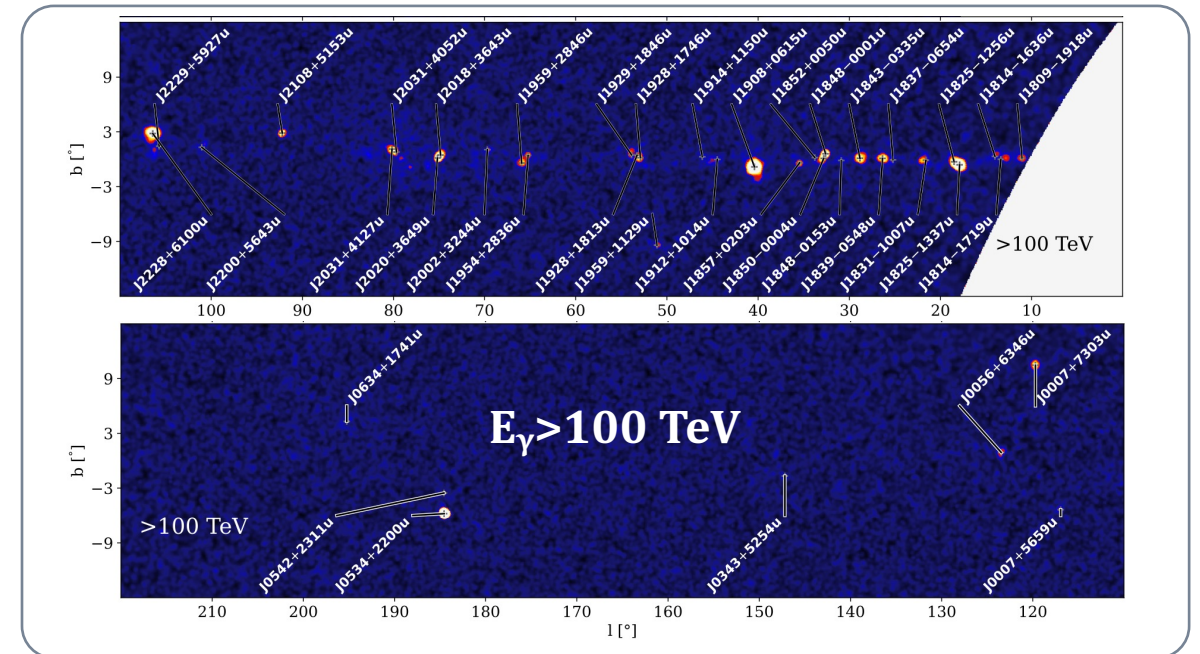 J2229+5927u
J2108+5153u
J2031+4052u
J2018+3643u
J1959+2846u
J1929+1846u
J1928+1746u
J1914+1150u
J1908+0615u
J1852+0050u
J1848−0001u
J1843−0335u
J1837−0654u
J1825−1256u
J1814−1636u
J1809−1918u
9
3
−3
−9
b [°]
J2228+6100u
J2200+5643u
J2031+4127u
J2020+3649u
J2002+3244u
J1954+2836u
J1928+1813u
J1959+1129u
J1912+1014u
J1857+0203u
J1850−0004u
J1848−0153u
J1839−0548u
J1831−1007u
J1825−1337u
J1814−1719u
>100 TeV
100 90 80 70 60 50 40 30 20 10
J0634+1741u
J0056+6346u
J0007+7303u
Eγ>100 TeV
9
3
−3
−9
b [°]
>100 TeV
J0542+2311u
J0534+2200u
J0343+5254u
J0007+5659u
210 200 190 180 170 160 150 140 130 120
l [°]